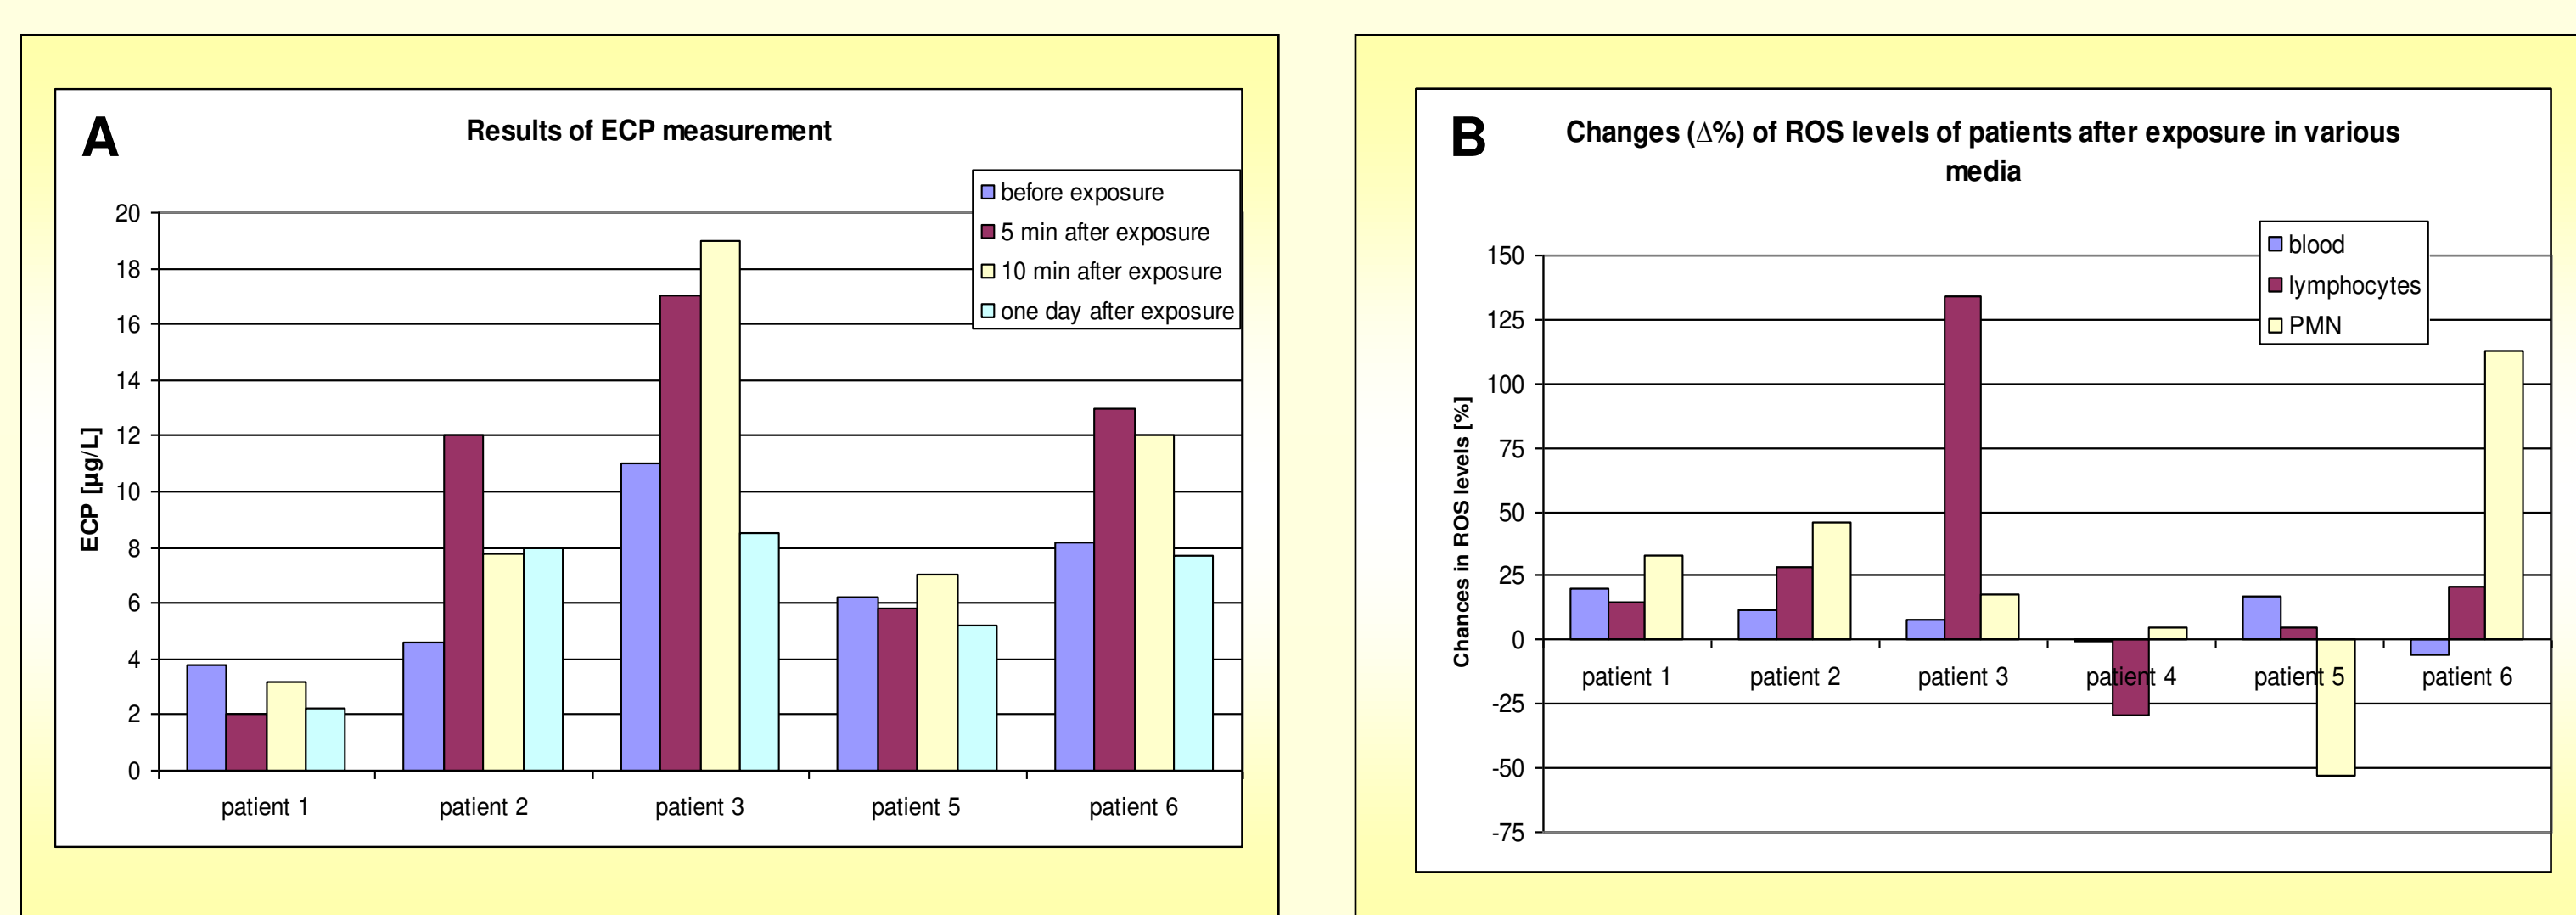 A
Results of ECP measurement
before exposure
5 min after exposure
10 min after exposure
one day after exposure
ECP [µg/L]
20
18
16
14
12
10
8
6
4
2
0
patient 1
patient 2
patient 3
patient 5
patient 6
B
Changes (Δ%) of ROS levels of patients after exposure in various
media
blood
lymphocytes
PMN
Chances in ROS levels [%]
150
125
100
75
50
25
0
-25
-50
-75
patient 1
patient 2
patient 3
patient 4
patient 5
patient 6